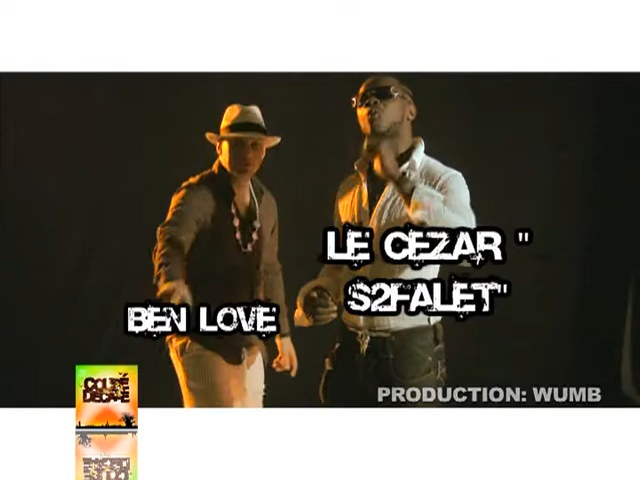 LE CEZAR "
S2FALET"
BEN LOVE
COUPÉ
DÉCALÉ
PRODUCTION: WUMB